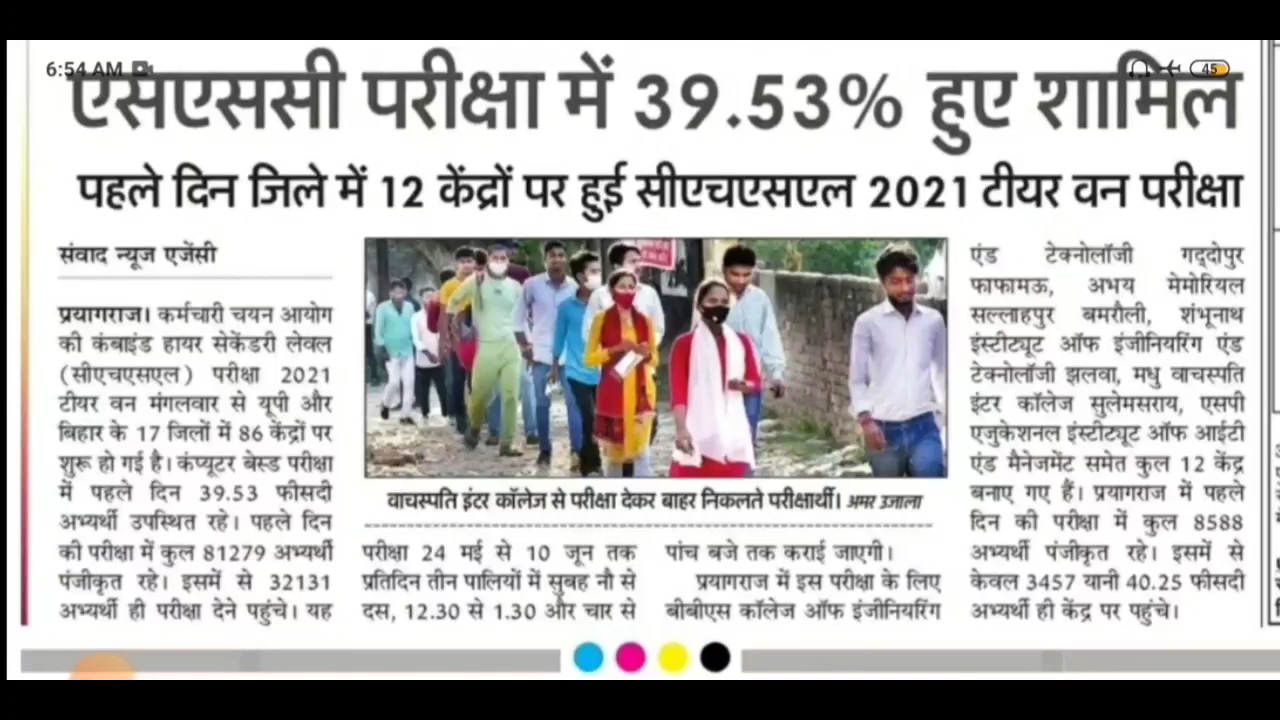 6:54 AM
45
एसएससी परीक्षा में 39.53% हुए शामिल
पहले दिन जिले में 12 केंद्रों पर हुई सीएचएसएल 2021 टीयर वन परीक्षा
संवाद न्यूज एजेंसी
प्रयागराज। कर्मचारी चयन आयोग
की कंबाइंड हायर सेकेंडरी लेवल
(सीएचएसएल) परीक्षा 2021
टीयर वन मंगलवार से यूपी और
बिहार के 17 जिलों में 86 केंद्रों पर
शुरू हो गई है। कंप्यूटर बेस्ड परीक्षा
में पहले दिन 39.53 फीसदी
अभ्यर्थी उपस्थित रहे। पहले दिन
की परीक्षा में कुल 81279 अभ्यर्थी
पंजीकृत रहे। इसमें से 32131
अभ्यर्थी ही परीक्षा देने पहुंचे। यह
वाचस्पति इंटर कॉलेज से परीक्षा देकर बाहर निकलते परीक्षार्थी। अमर उजाला
परीक्षा 24 मई से 10 जून तक
प्रतिदिन तीन पालियों में सुबह नौ से
दस, 12.30 से 1.30 और चार से
पांच बजे तक कराई जाएगी।
प्रयागराज में इस परीक्षा के लिए
बीबीएस कॉलेज ऑफ इंजीनियरिंग
एंड टेक्नोलॉजी गद्दोपुर
फाफामऊ, अभय मेमोरियल
सल्लाहपुर बमरौली, शंभूनाथ
इंस्टीट्यूट ऑफ इंजीनियरिंग एंड
टेक्नोलॉजी झलवा, मधु वाचस्पति
इंटर कॉलेज सुलेमसराय, एसपी
एजुकेशनल इंस्टीट्यूट ऑफ आईटी
एंड मैनेजमेंट समेत कुल 12 केंद्र
बनाए गए हैं। प्रयागराज में पहले
दिन की परीक्षा में कुल 8588
अभ्यर्थी पंजीकृत रहे। इसमें से
केवल 3457 यानी 40.25 फीसदी
अभ्यर्थी ही केंद्र पर पहुंचे।